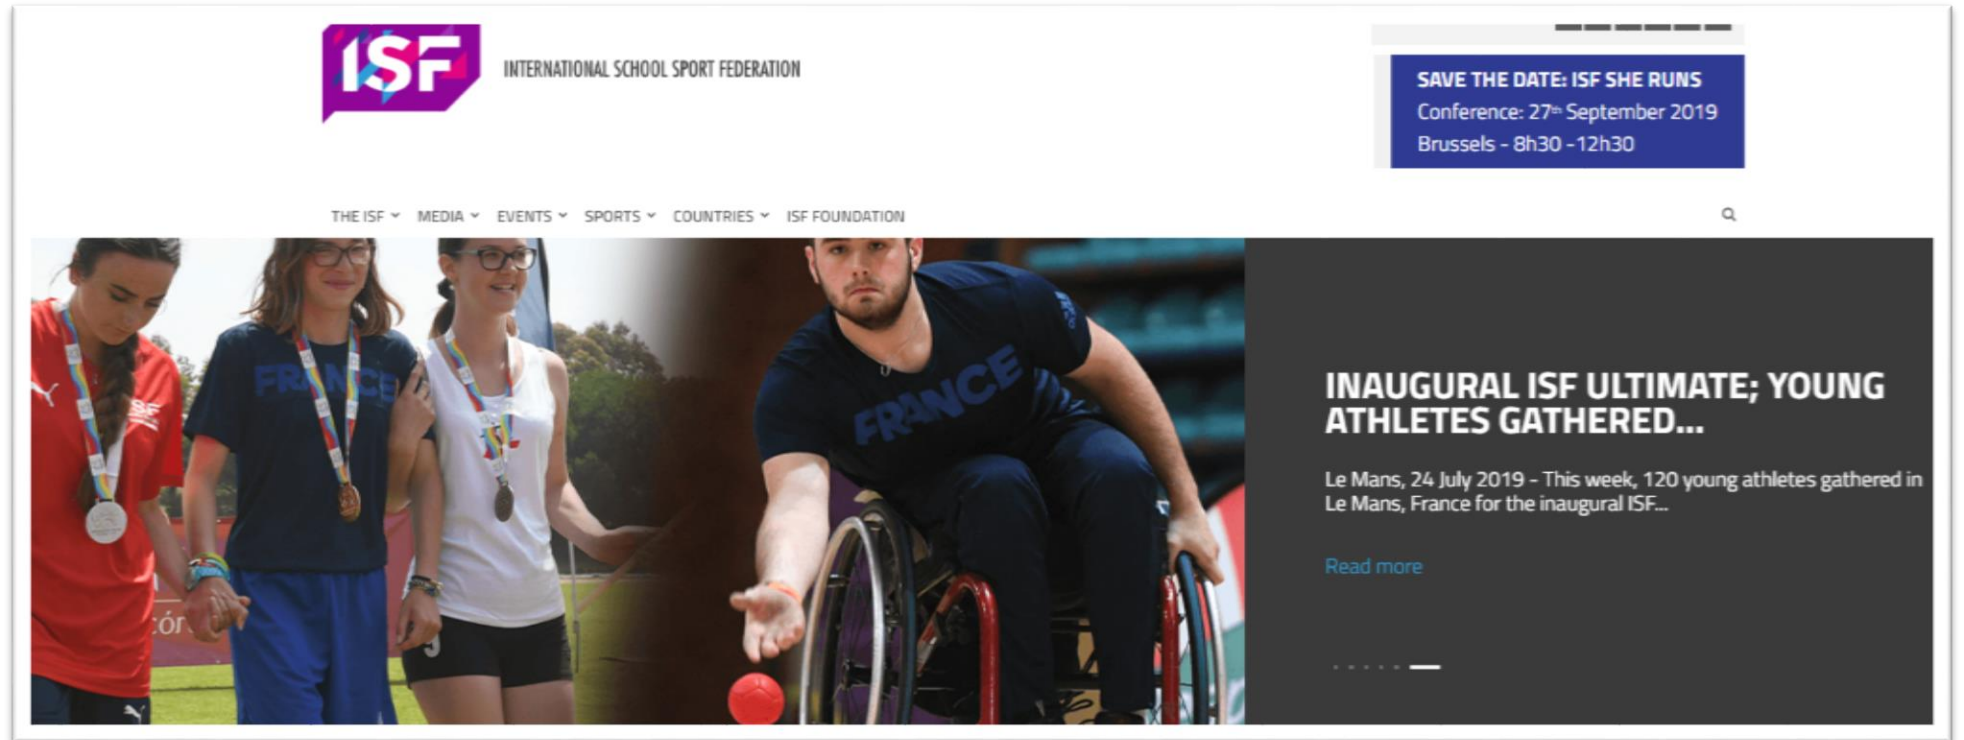 ISF
INTERNATIONAL SCHOOL SPORT FEDERATION
SAVE THE DATE: ISF SHE RUNS
Conference: 27th September 2019
Brussels - 8h30 -12h30
THE ISF
MEDIA
EVENTS
SPORTS
COUNTRIES
ISF FOUNDATION
FRANCE
FRANCE
INAUGURAL ISF ULTIMATE; YOUNG
ATHLETES GATHERED...
Le Mans, 24 July 2019 - This week, 120 young athletes gathered in
Le Mans, France for the inaugural ISF...
Read more